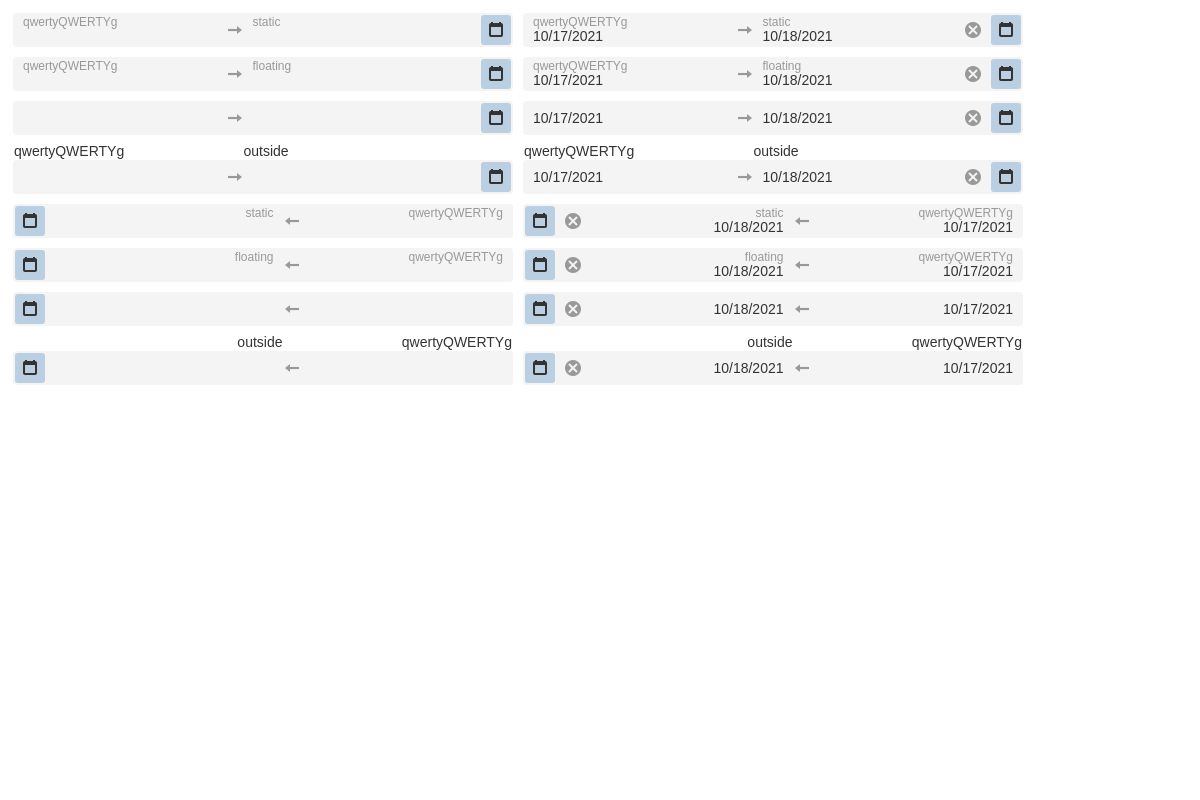 qwertyQWERTYg static qwertyQWERTYg static
10/17/2021 10/18/2021
qwertyQWERTYg floating qwertyQWERTYg floating
10/17/2021 10/18/2021
10/17/2021 10/18/2021
qwertyQWERTYg outside qwertyQWERTYg outside
10/17/2021 10/18/2021
static qwertyQWERTYg static qwertyQWERTYg
10/18/2021 10/17/2021
floating qwertyQWERTYg floating qwertyQWERTYg
10/18/2021 10/17/2021
10/18/2021 10/17/2021
outside qwertyQWERTYg outside qwertyQWERTYg
10/18/2021 10/17/2021